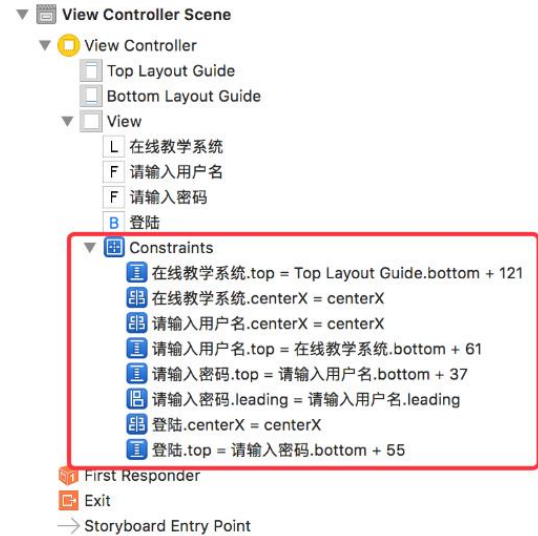 View Controller Scene
View Controller
Top Layout Guide
Bottom Layout Guide
View
L 在线教学系统
F 请输入用户名
F 请输入密码
B 登陆
Constraints
在线教学系统.top = Top Layout Guide.bottom + 121
在线教学系统.centerX = centerX
请输入用户名.centerX = centerX
请输入用户名.top = 在线教学系统.bottom + 61
请输入密码.top = 请输入用户名.bottom + 37
请输入密码.leading = 请输入用户名.leading
登陆.centerX = centerX
登陆.top = 请输入密码.bottom + 55
First Responder
Exit
Storyboard Entry Point